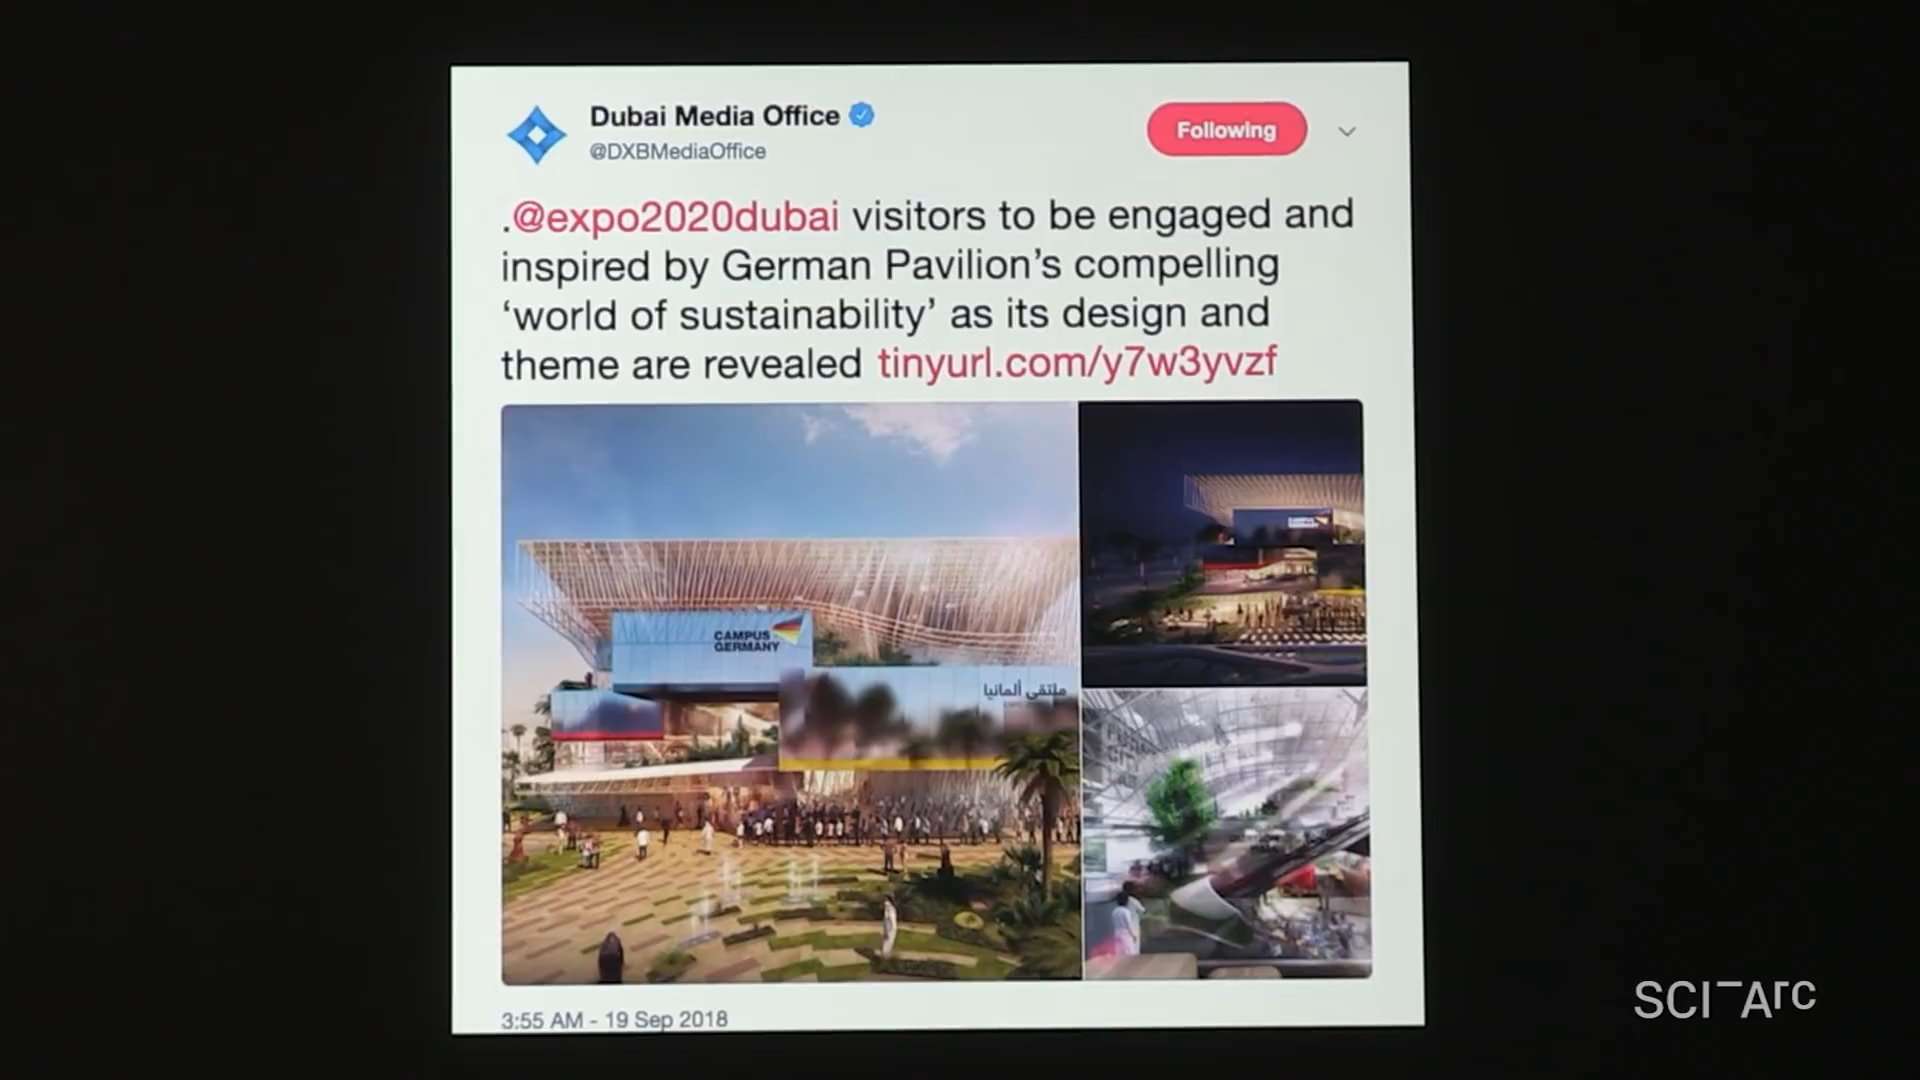 Dubai Media Office
@DXBMediaOffice
Following
.@expo2020dubai visitors to be engaged and
inspired by German Pavilion’s compelling
‘world of sustainability’ as its design and
theme are revealed tinyurl.com/y7w3yvzf
CAMPUS
GERMANY
ملتقى ألمانيا
CAMPUS
GERMANY
3:55 AM - 19 Sep 2018
SCI-Arc